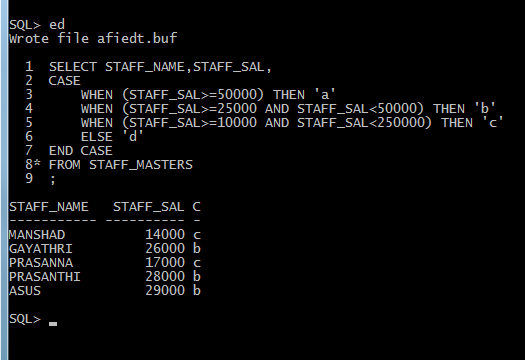 SQL> ed
Wrote file afiedt.buf
1 SELECT STAFF_NAME,STAFF_SAL,
2 CASE
3 WHEN (STAFF_SAL>=50000) THEN 'a'
4 WHEN (STAFF_SAL>=25000 AND STAFF_SAL<50000) THEN 'b'
5 WHEN (STAFF_SAL>=10000 AND STAFF_SAL<250000) THEN 'c'
6 ELSE 'd'
7 END CASE
8* FROM STAFF_MASTERS
9 ;
STAFF_NAME STAFF_SAL C
----------- ---------- -
MANSHAD 14000 c
GAYATHRI 26000 b
PRASANNA 17000 c
PRASANTHI 28000 b
ASUS 29000 b
SQL> _